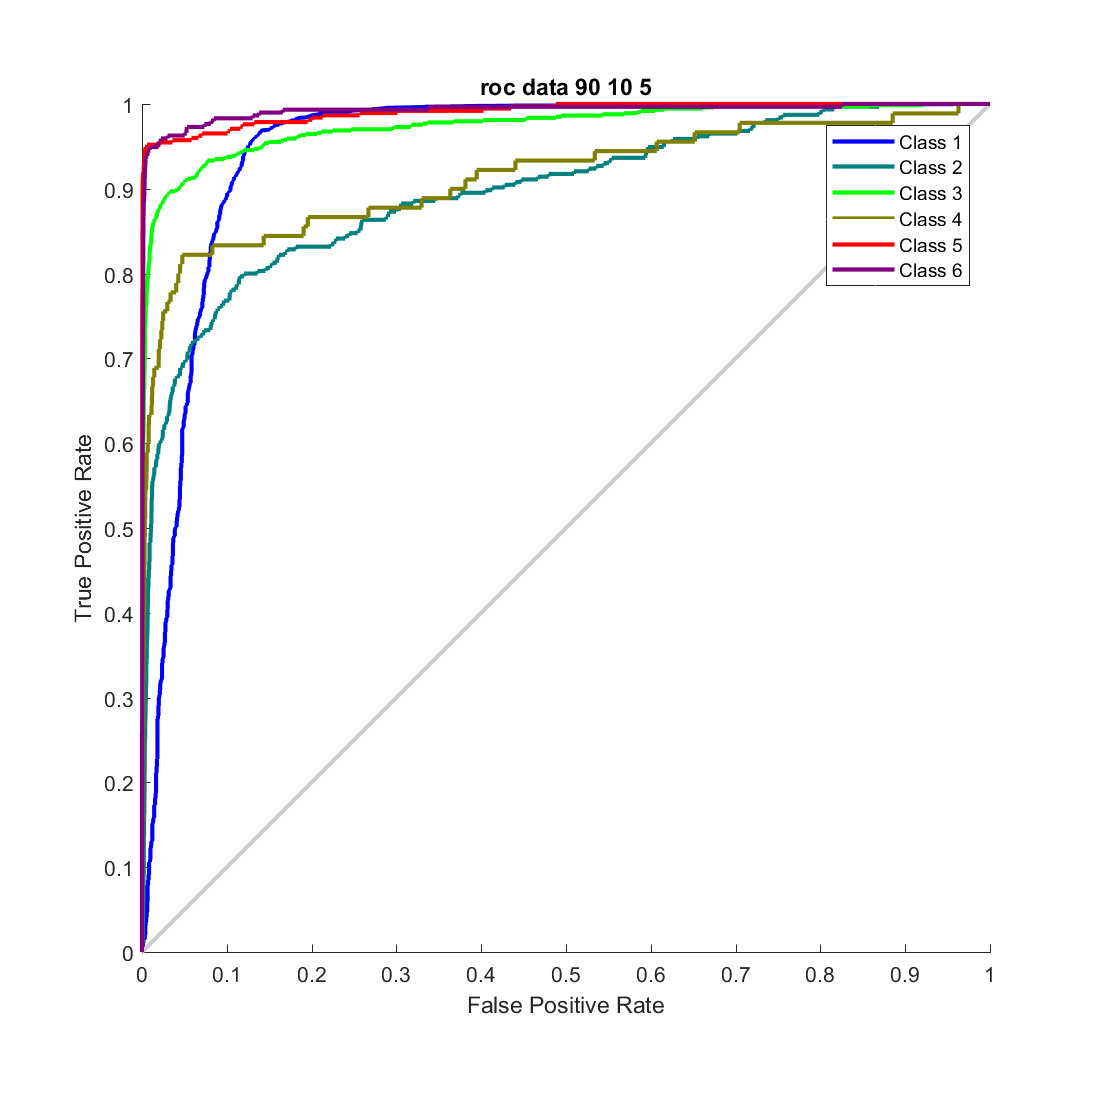 roc data 90 10 5
1
0.9
0.8
0.7
0.6
0.5
0.4
0.3
0.2
0.1
0
True Positive Rate
Class 1
Class 2
Class 3
Class 4
Class 5
Class 6
0 0.1 0.2 0.3 0.4 0.5 0.6 0.7 0.8 0.9 1
False Positive Rate